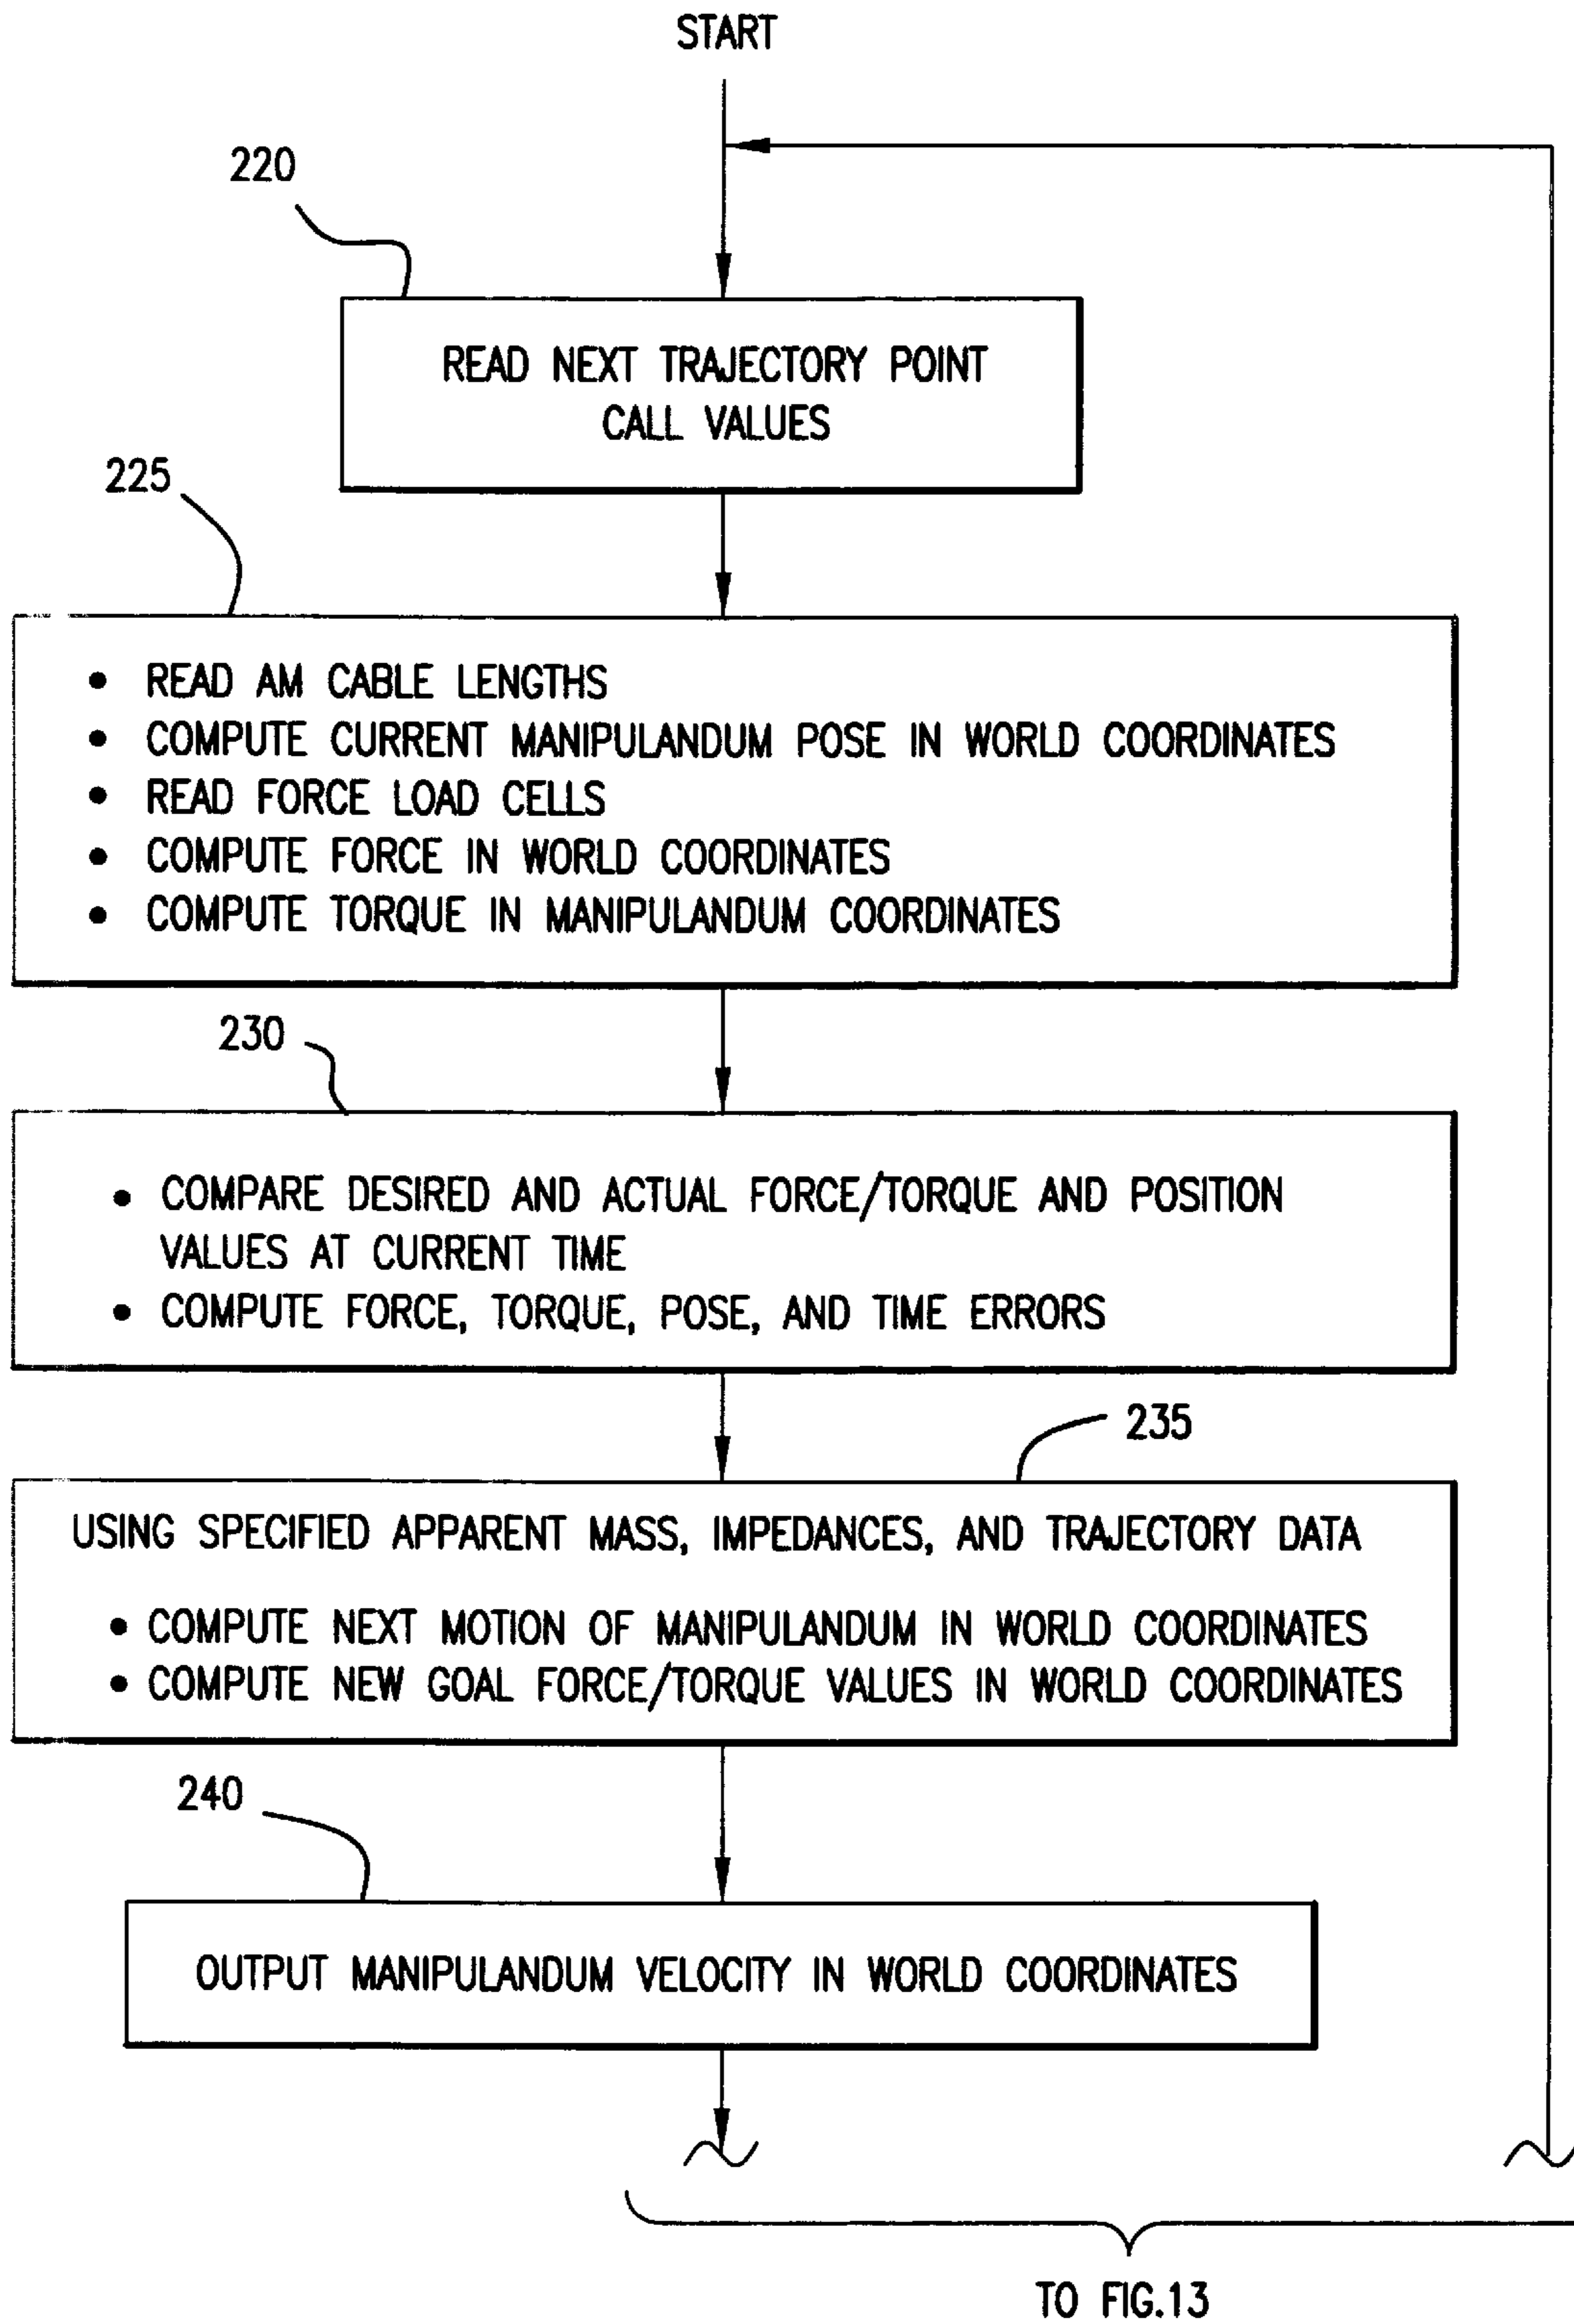 START
220
READ NEXT TRAJECTORY POINT
CALL VALUES
225
• READ AM CABLE LENGTHS
• COMPUTE CURRENT MANIPULANDUM POSE IN WORLD COORDINATES
• READ FORCE LOAD CELLS
• COMPUTE FORCE IN WORLD COORDINATES
• COMPUTE TORQUE IN MANIPULANDUM COORDINATES
230
• COMPARE DESIRED AND ACTUAL FORCE/TORQUE AND POSITION
VALUES AT CURRENT TIME
• COMPUTE FORCE, TORQUE, POSE, AND TIME ERRORS
235
USING SPECIFIED APPARENT MASS, IMPEDANCES, AND TRAJECTORY DATA
• COMPUTE NEXT MOTION OF MANIPULANDUM IN WORLD COORDINATES
• COMPUTE NEW GOAL FORCE/TORQUE VALUES IN WORLD COORDINATES
240
OUTPUT MANIPULANDUM VELOCITY IN WORLD COORDINATES
TO FIG.13